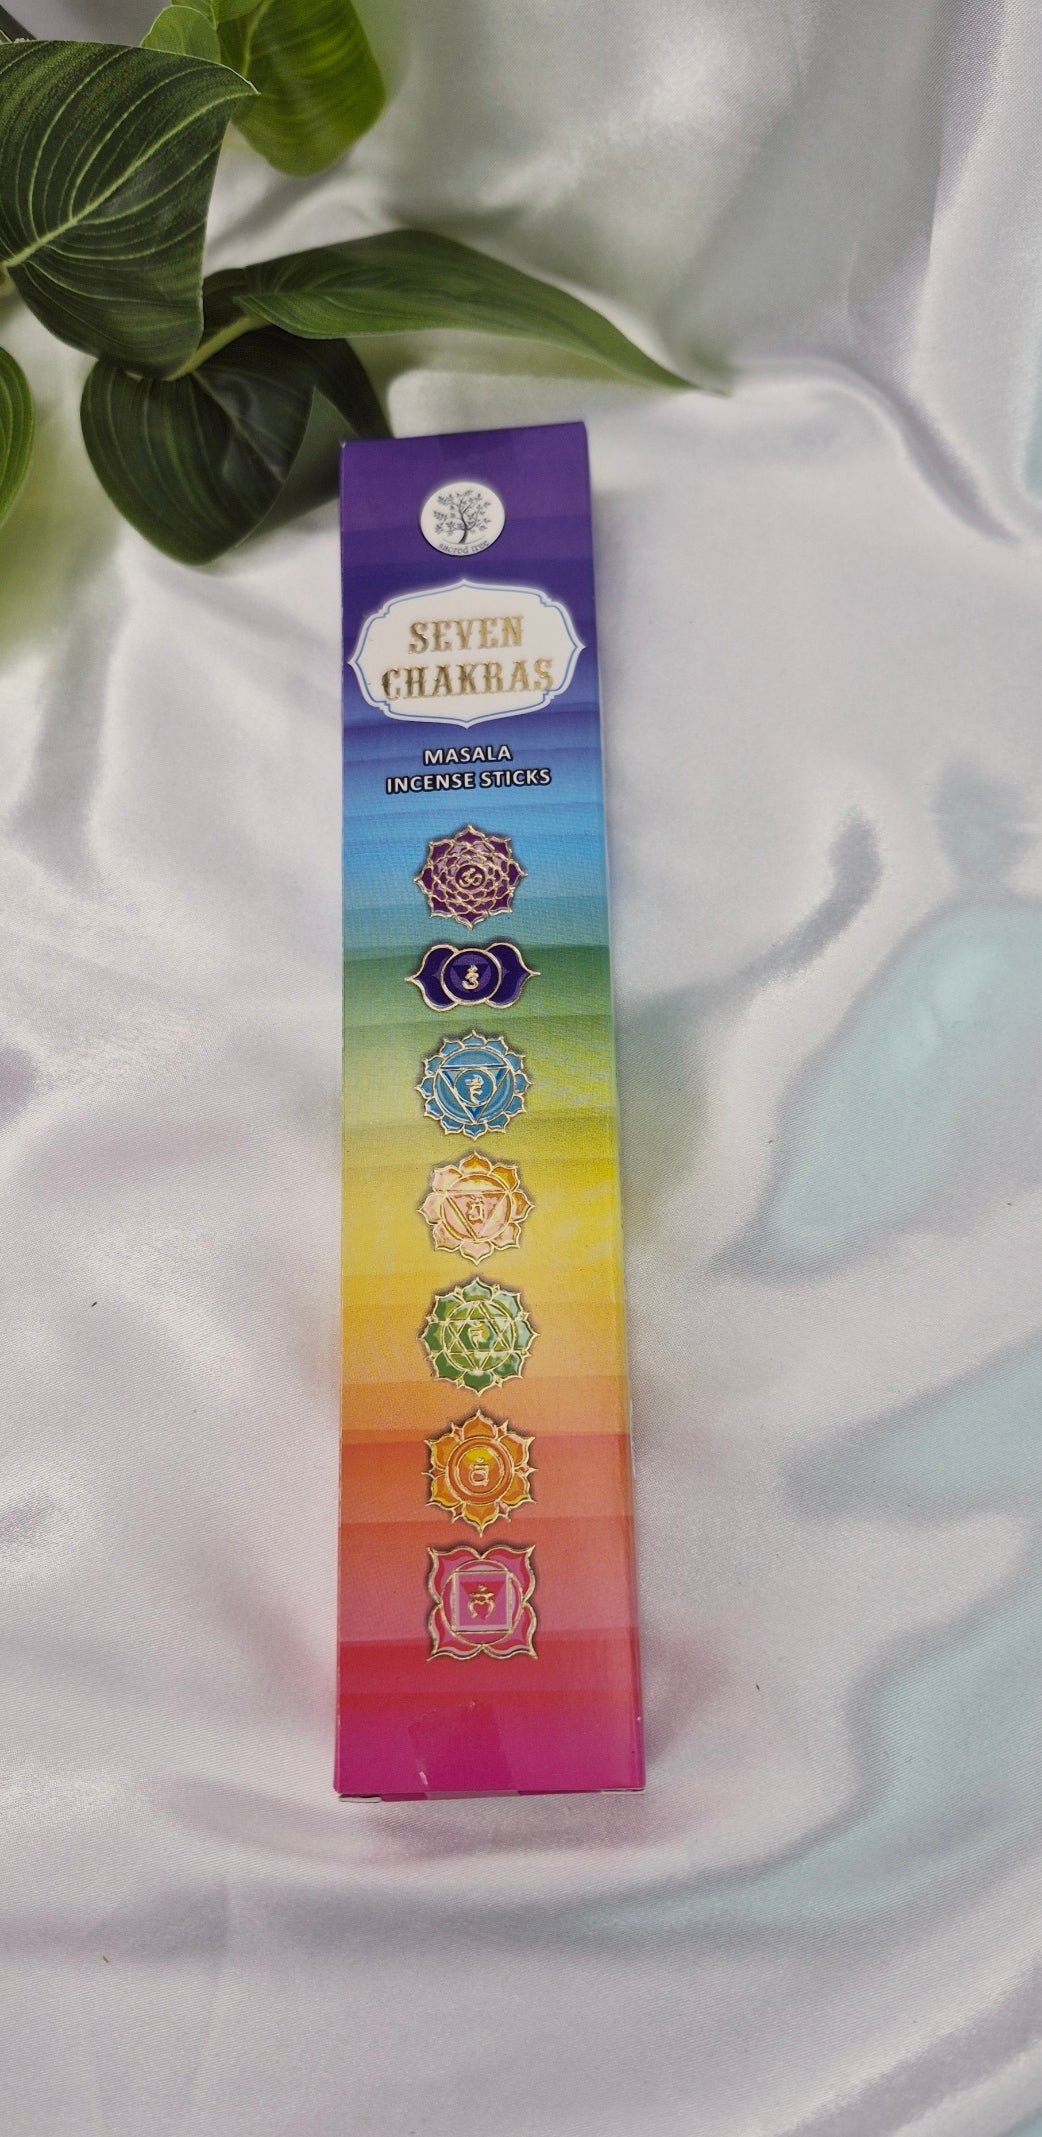 sacred tree
SEVEN
CHAKRAS
MASALA
INCENSE STICKS
ॐ